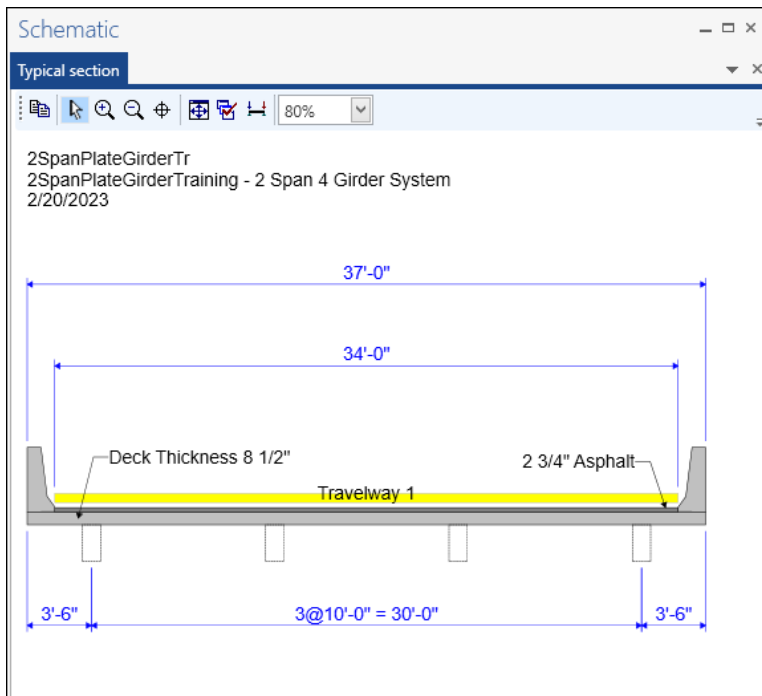 Schematic
Typical section
80%
2SpanPlateGirderTr
2SpanPlateGirderTraining - 2 Span 4 Girder System
2/20/2023
37'-0"
34'-0"
Deck Thickness 8 1/2"
2 3/4" Asphalt
Travelway 1
3'-6"
3@10'-0" = 30'-0"
3'-6"